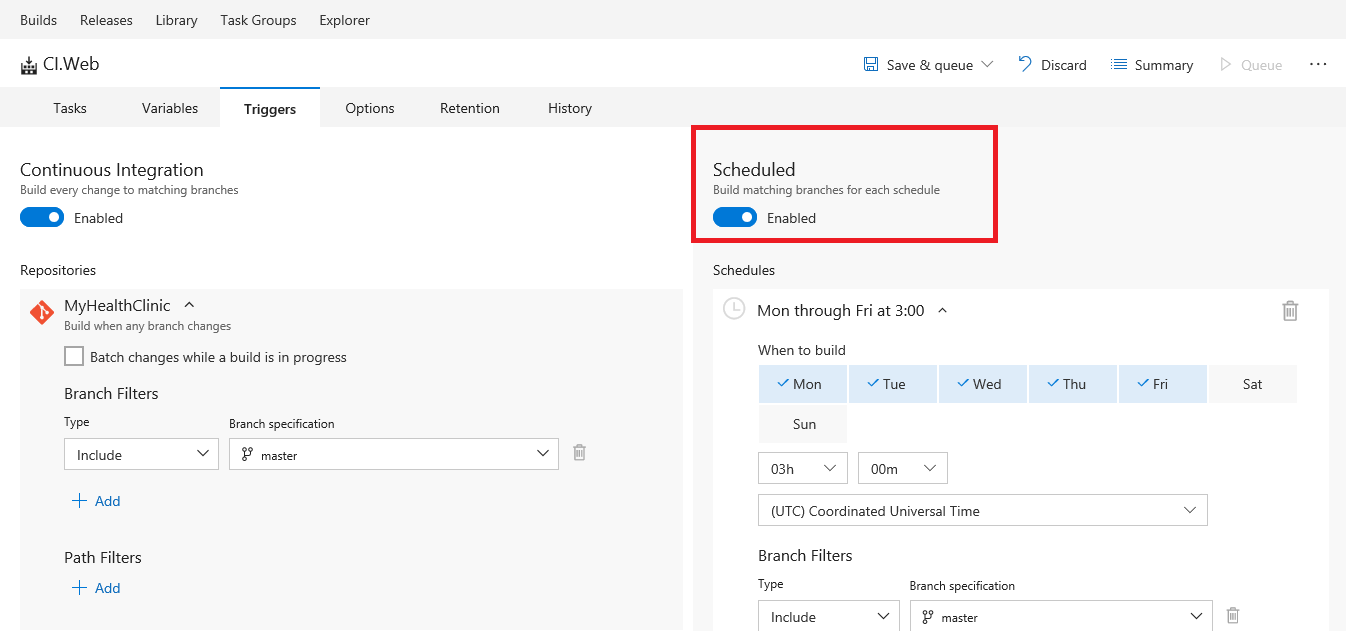 Builds Releases Library Task Groups Explorer
CI.Web
Save & queue Discard Summary Queue ...
Tasks Variables Triggers Options Retention History
Continuous Integration
Build every change to matching branches
Enabled
Repositories
MyHealthClinic
Build when any branch changes
Batch changes while a build is in progress
Branch Filters
Type Branch specification
Include master
Add
Path Filters
Add
Scheduled
Build matching branches for each schedule
Enabled
Schedules
Mon through Fri at 3:00
When to build
Mon Tue Wed Thu Fri Sat
Sun
03h 00m
(UTC) Coordinated Universal Time
Branch Filters
Type Branch specification
Include master